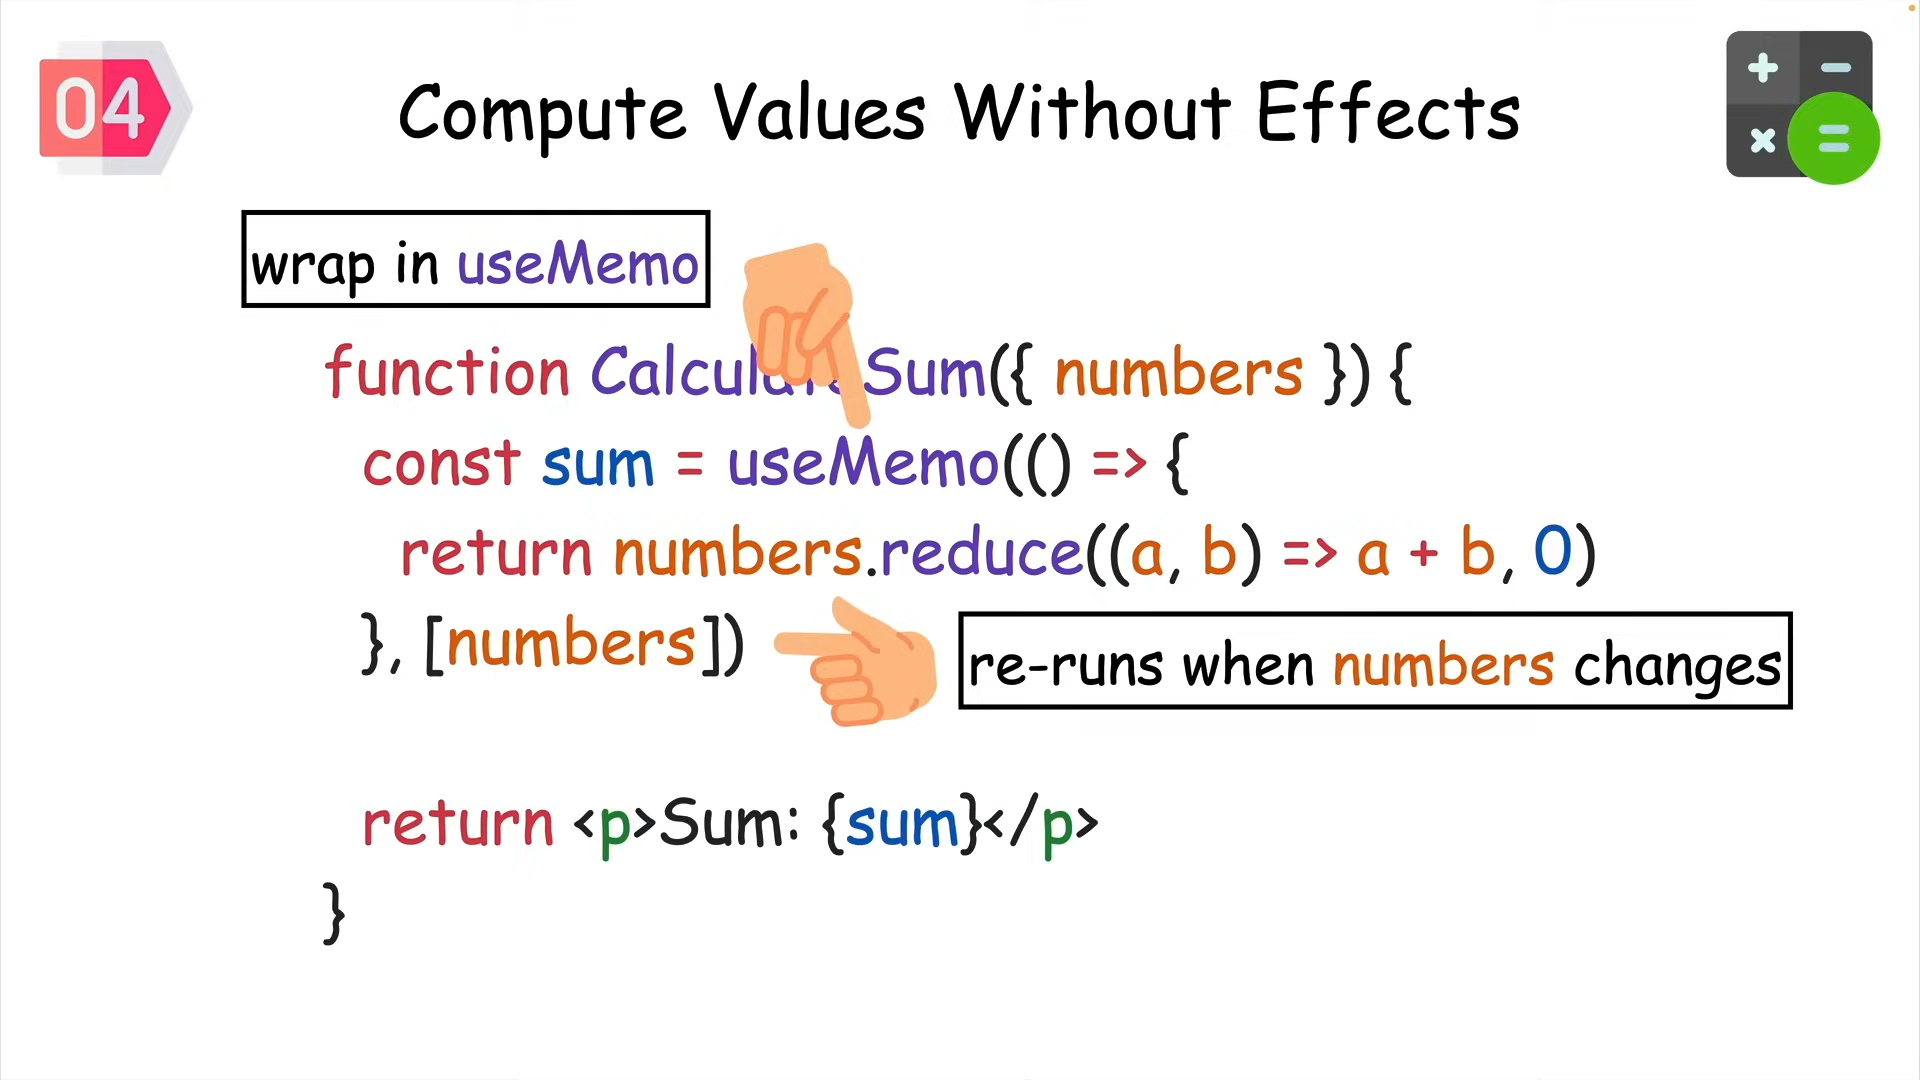 04
Compute Values Without Effects
wrap in useMemo
function CalculateSum({ numbers }) {
const sum = useMemo(() => {
return numbers.reduce((a, b) => a + b, 0)
}, [numbers])
re-runs when numbers changes
return <p>Sum: {sum}</p>
}